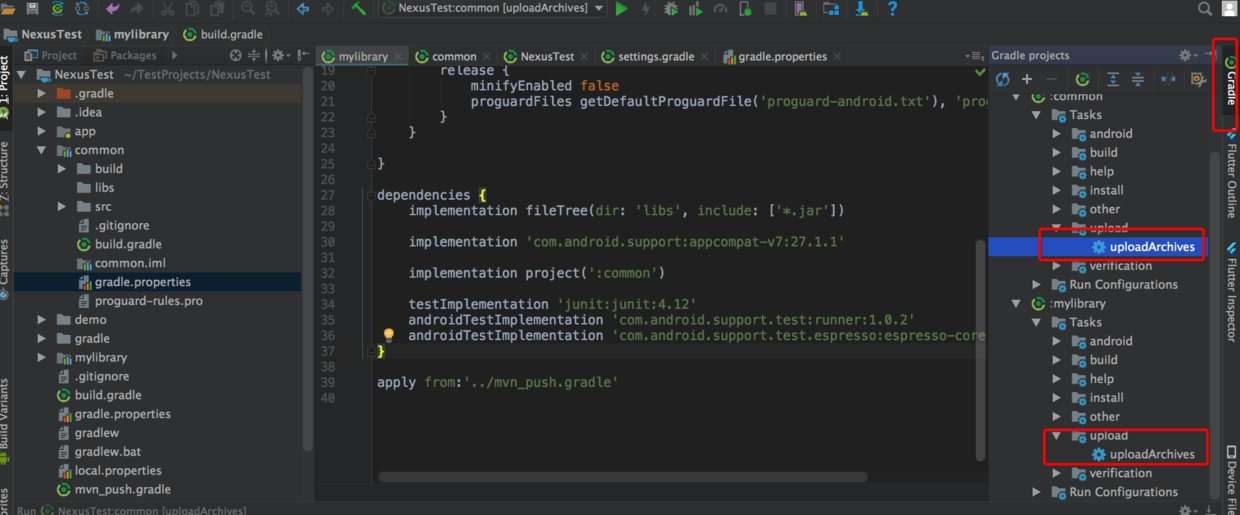 NexusTest:common [uploadArchives]
NexusTest
mylibrary
build.gradle
Project
Packages
mylibrary
common
NexusTest
settings.gradle
gradle.properties
Gradle projects
1: Project
Z: Structure
Captures
Build Variants
NexusTest ~/TestProjects/NexusTest
.gradle
.idea
app
common
build
libs
src
.gitignore
build.gradle
common.iml
gradle.properties
proguard-rules.pro
demo
gradle
mylibrary
.gitignore
build.gradle
gradle.properties
gradlew
gradlew.bat
local.properties
mvn_push.gradle
19 release {
20 minifyEnabled false
21 proguardFiles getDefaultProguardFile('proguard-android.txt'),
22 }
23 }
24
25 }
26
27 dependencies {
28 implementation fileTree(dir: 'libs', include: ['*.jar'])
29
30 implementation 'com.android.support:appcompat-v7:27.1.1'
31
32 implementation project(':common')
33
34 testImplementation 'junit:junit:4.12'
35 androidTestImplementation 'com.android.support.test:runner:1.0.2'
36 androidTestImplementation 'com.android.support.test.espresso:espresso-core
37 }
38
39 apply from:'../mvn_push.gradle'
40
:common
Tasks
android
build
help
install
other
upload
uploadArchives
verification
Run Configurations
:mylibrary
Tasks
android
build
help
install
other
upload
uploadArchives
verification
Run Configurations
Gradle
Flutter Outline
Flutter Inspector
Run NexusTest:common [uploadArchives]